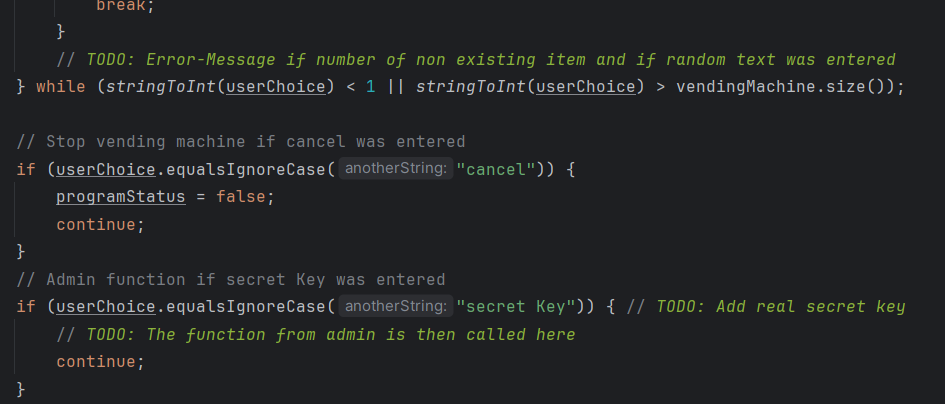 break;
}
// TODO: Error-Message if number of non existing item and if random text was entered
} while (stringToInt(userChoice) < 1 || stringToInt(userChoice) > vendingMachine.size());
// Stop vending machine if cancel was entered
if (userChoice.equalsIgnoreCase( anotherString: "cancel")) {
programStatus = false;
continue;
}
// Admin function if secret Key was entered
if (userChoice.equalsIgnoreCase( anotherString: "secret Key")) { // TODO: Add real secret key
// TODO: The function from admin is then called here
continue;
}